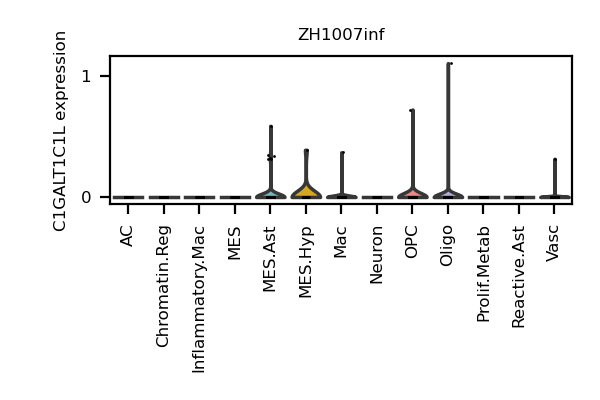 ZH1007inf
C1GALT1C1L expression
1
0
AC
Chromatin.Reg
Inflammatory.Mac
MES
MES.Ast
MES.Hyp
Mac
Neuron
OPC
Oligo
Prolif.Metab
Reactive.Ast
Vasc